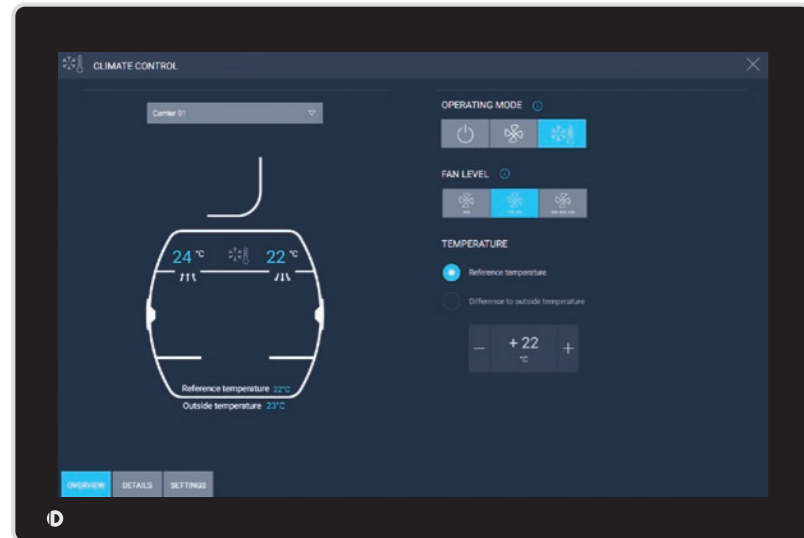 CLIMATE CONTROL
Carrier 01
24 °C
22 °C
Reference temperature 22°C
Outside temperature 23°C
OPERATING MODE
FAN LEVEL
TEMPERATURE
Reference temperature
Difference to outside temperature
− + 22 +
°C
OVERVIEW DETAILS SETTINGS